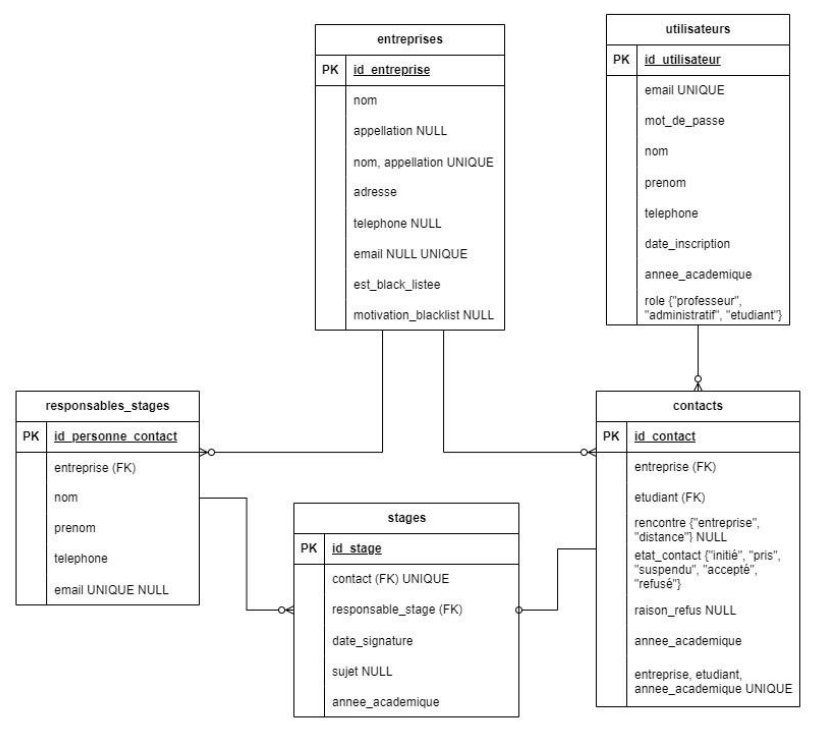 entreprises
PK id_entreprise
nom
appellation NULL
nom, appellation UNIQUE
adresse
telephone NULL
email NULL UNIQUE
est_black_listee
motivation_blacklist NULL
utilisateurs
PK id_utilisateur
email UNIQUE
mot_de_passe
nom
prenom
telephone
date_inscription
annee_academique
role {"professeur",
"administratif", "etudiant"}
responsables_stages
PK id_personne_contact
entreprise (FK)
nom
prenom
telephone
email UNIQUE NULL
stages
PK id_stage
contact (FK) UNIQUE
responsable_stage (FK)
date_signature
sujet NULL
annee_academique
contacts
PK id_contact
entreprise (FK)
etudiant (FK)
rencontre {"entreprise",
"distance"} NULL
etat_contact {"initié", "pris",
"suspendu", "accepté",
"refusé"}
raison_refus NULL
annee_academique
entreprise, etudiant,
annee_academique UNIQUE